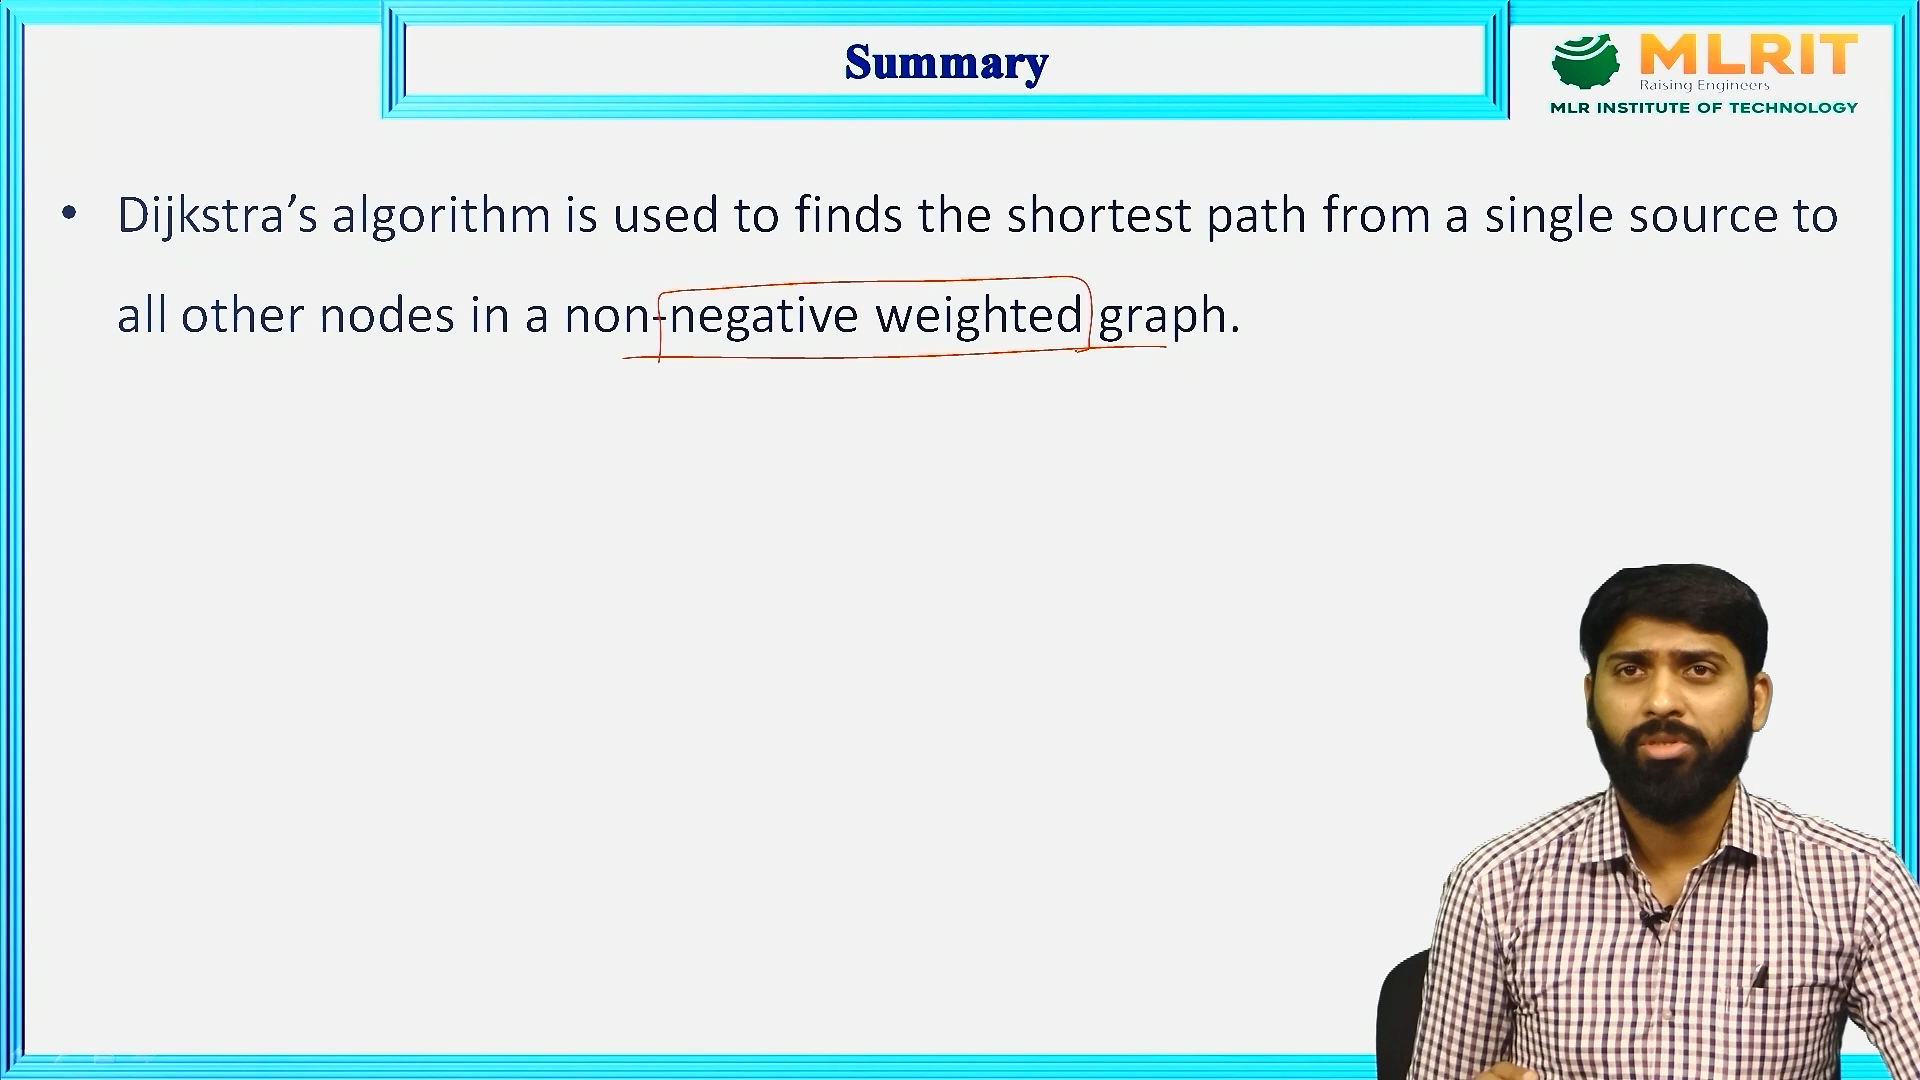 Summary
MLRIT
Raising Engineers
MLR INSTITUTE OF TECHNOLOGY
• Dijkstra’s algorithm is used to finds the shortest path from a single source to
all other nodes in a non-negative weighted graph.